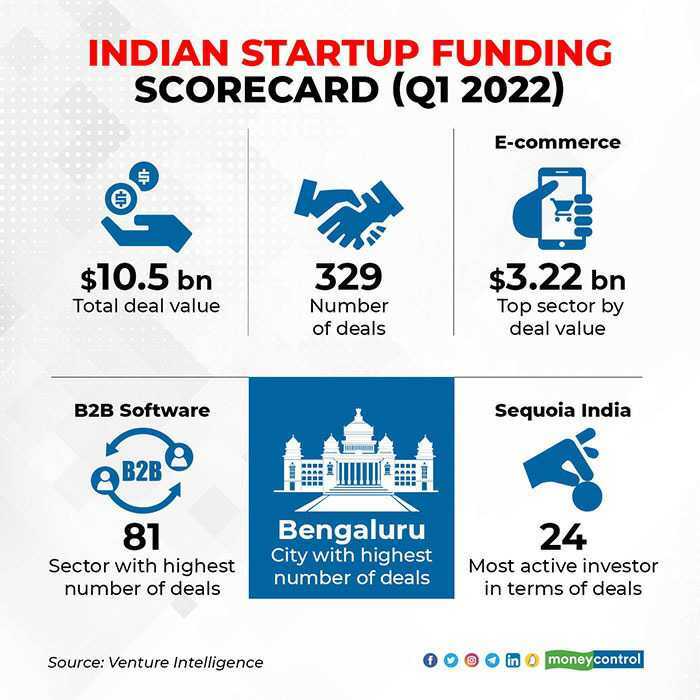 INDIAN STARTUP FUNDING
SCORECARD (Q1 2022)
$10.5 bn
Total deal value
329
Number
of deals
E-commerce
$3.22 bn
Top sector by
deal value
B2B Software
B2B
81
Sector with highest
number of deals
Bengaluru
City with highest
number of deals
Sequoia India
24
Most active investor
in terms of deals
Source: Venture Intelligence
moneycontrol